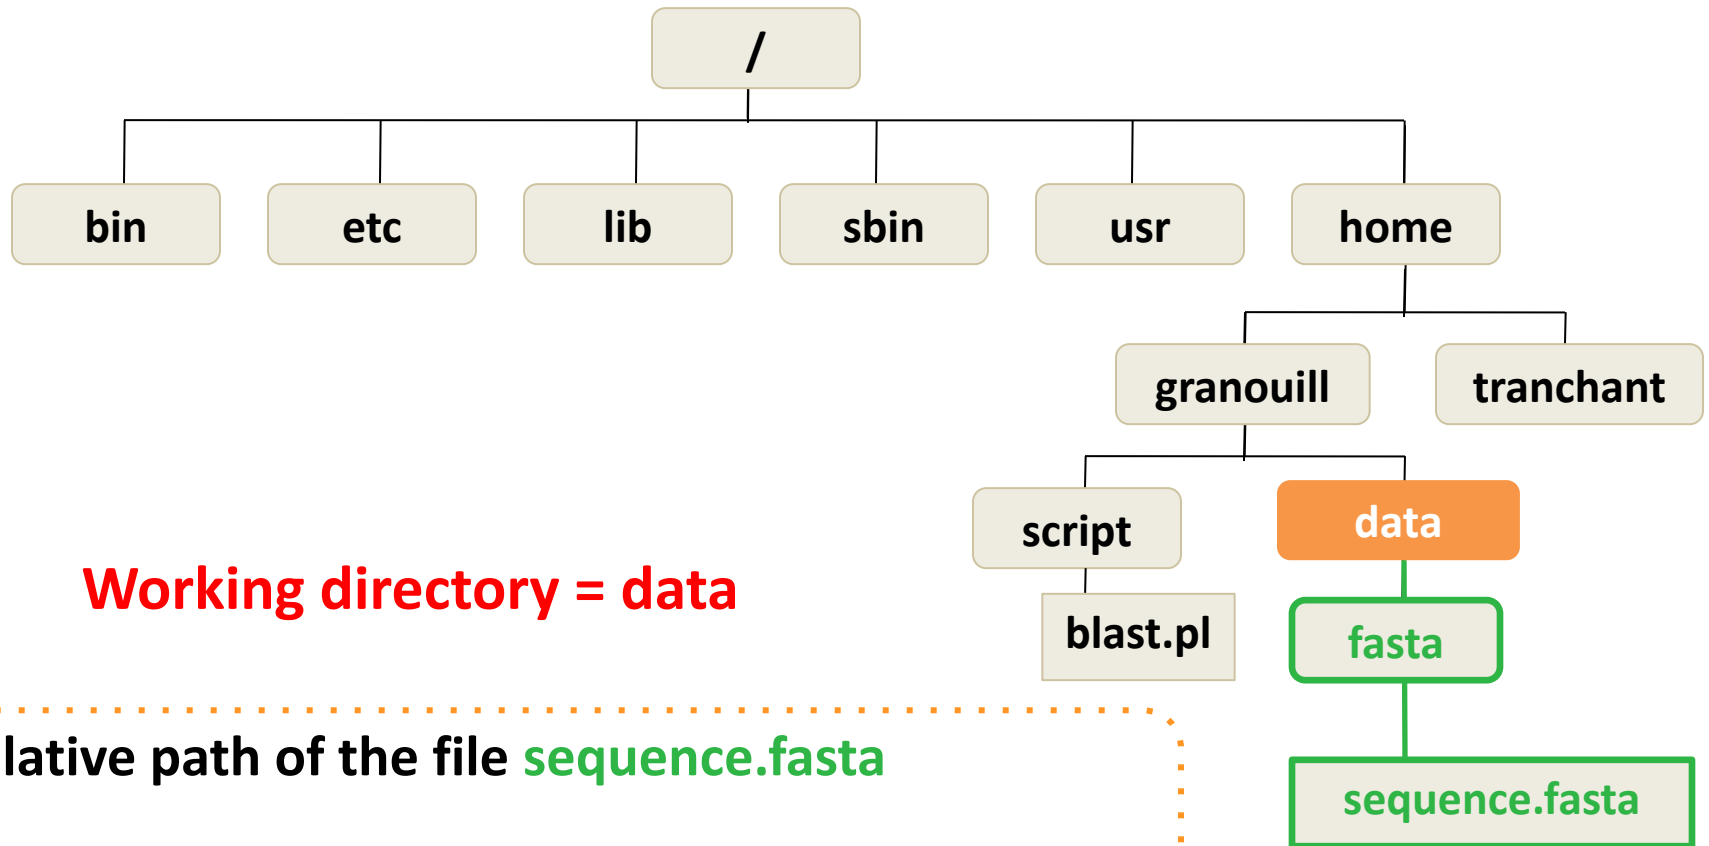 /
bin
etc
lib
sbin
usr
home
granouill
tranchant
script
data
Working directory = data
blast.pl
fasta
lative path of the file sequence.fasta
sequence.fasta